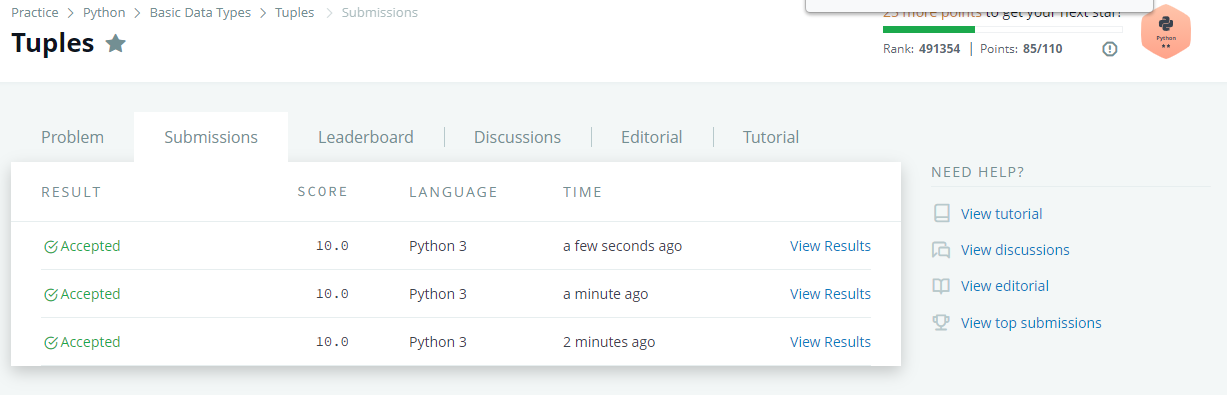 Practice > Python > Basic Data Types > Tuples > Submissions
Tuples
25 more points to get your next star!
Rank: 491354 | Points: 85/110
Python
Problem Submissions Leaderboard Discussions Editorial Tutorial
RESULT SCORE LANGUAGE TIME
Accepted 10.0 Python 3 a few seconds ago View Results
Accepted 10.0 Python 3 a minute ago View Results
Accepted 10.0 Python 3 2 minutes ago View Results
NEED HELP?
View tutorial
View discussions
View editorial
View top submissions